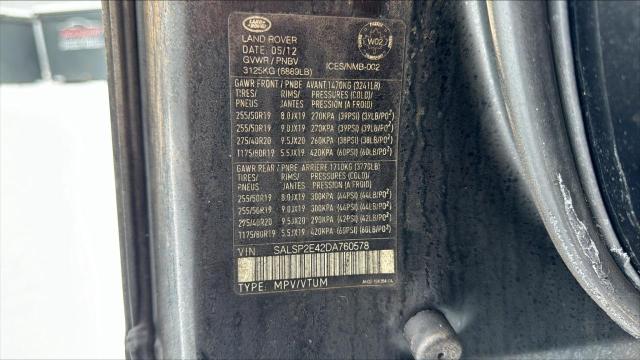 LAND-ROVER
LAND ROVER
DATE 05/12
GVWR / PNBV
3125KG (6889LB)
W02
ICES/NMB-002
GAWR FRONT / PNBE AVANT 1470KG (3241LB)
TIRES/ RIMS/ PRESSURES (COLD)/
PNEUS JANTES PRESSION (A FROID)
255/50R19 8.0JX19 270KPA (39PSI) (39LB/PO²)
255/50R19 9.0JX19 270KPA (39PSI) (39LB/PO²)
275/40R20 9.5JX20 260KPA (38PSI) (38LB/PO²)
T175/80R19 5.5JX19 420KPA (60PSI) (60LB/PO²)
GAWR REAR / PNBE ARRIERE 1710KG (3770LB)
TIRES/ RIMS/ PRESSURES (COLD)/
PNEUS JANTES PRESSION (A FROID)
255/50R19 8.0JX19 300KPA (44PSI) (44LB/PO²)
255/50R19 9.0JX19 300KPA (44PSI) (44LB/PO²)
275/40R20 9.5JX20 290KPA (42PSI) (42LB/PO²)
T175/80R19 5.5JX19 420KPA (60PSI) (60LB/PO²)
VIN SALSP2E42DA760578
TYPE: MPV/VTUM